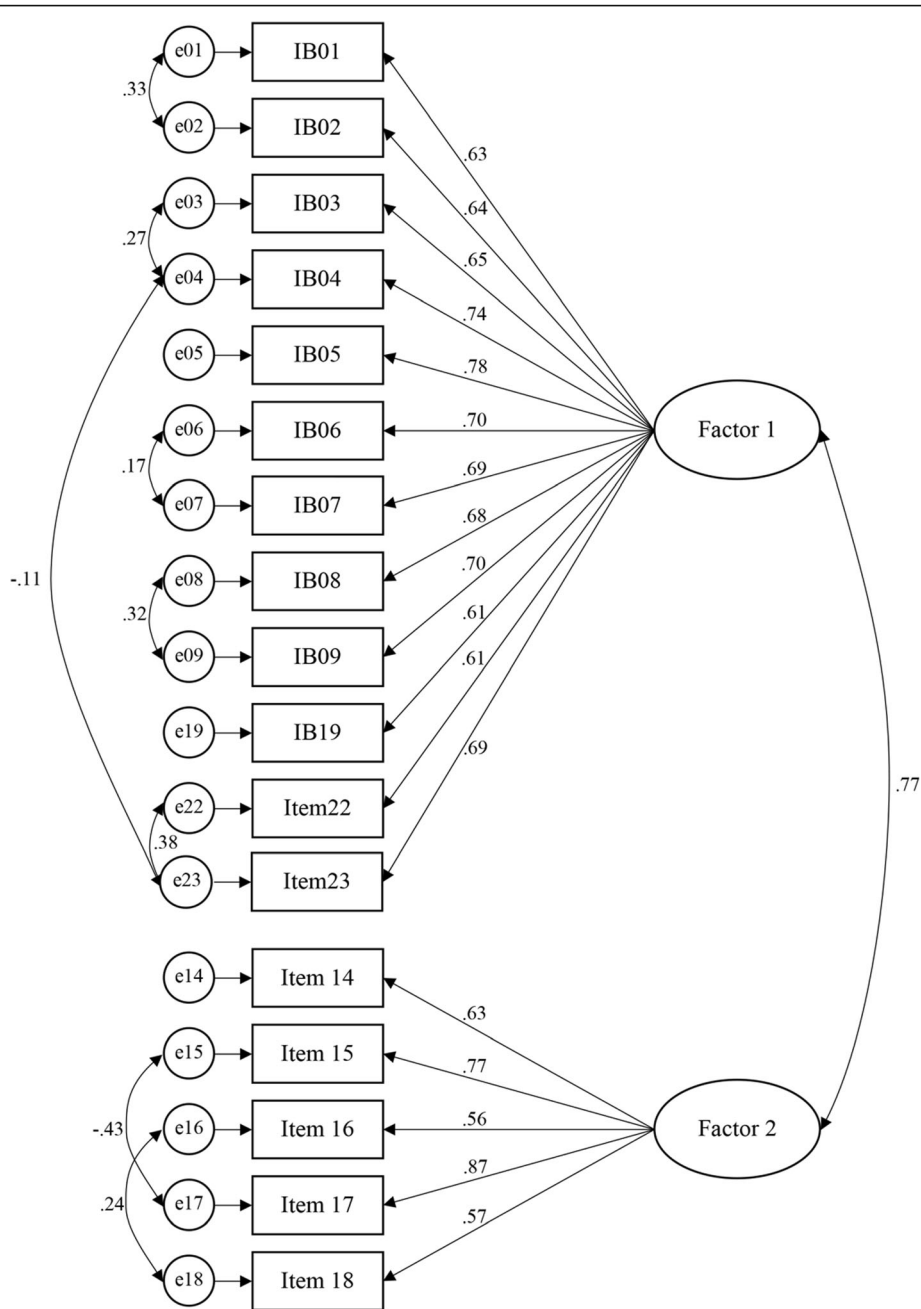 e01 IB01
.33
e02 IB02
.63
e03 IB03
.64
.27
.65
e04 IB04
.74
e05 IB05
.78
e06 IB06
.70
Factor 1
.17
.69
e07 IB07
.68
-.11
e08 IB08
.70
.32
.61
e09 IB09
.61
e19 IB19
.69
.77
e22 Item22
.38
e23 Item23
e14 Item 14
.63
e15 Item 15
.77
-.43
e16 Item 16
.56
Factor 2
.87
.24
e17 Item 17
.57
e18 Item 18